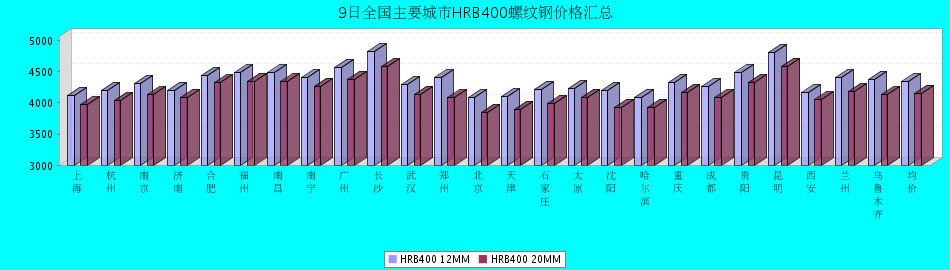 9日全国主要城市HRB400螺纹钢价格汇总
5000
4500
4000
3500
3000
上海
杭州
南京
济南
合肥
福州
南昌
南宁
广州
长沙
武汉
郑州
北京
天津
石家庄
太原
沈阳
哈尔滨
重庆
成都
贵阳
昆明
西安
兰州
乌鲁木齐
均价
HRB400 12MM HRB400 20MM